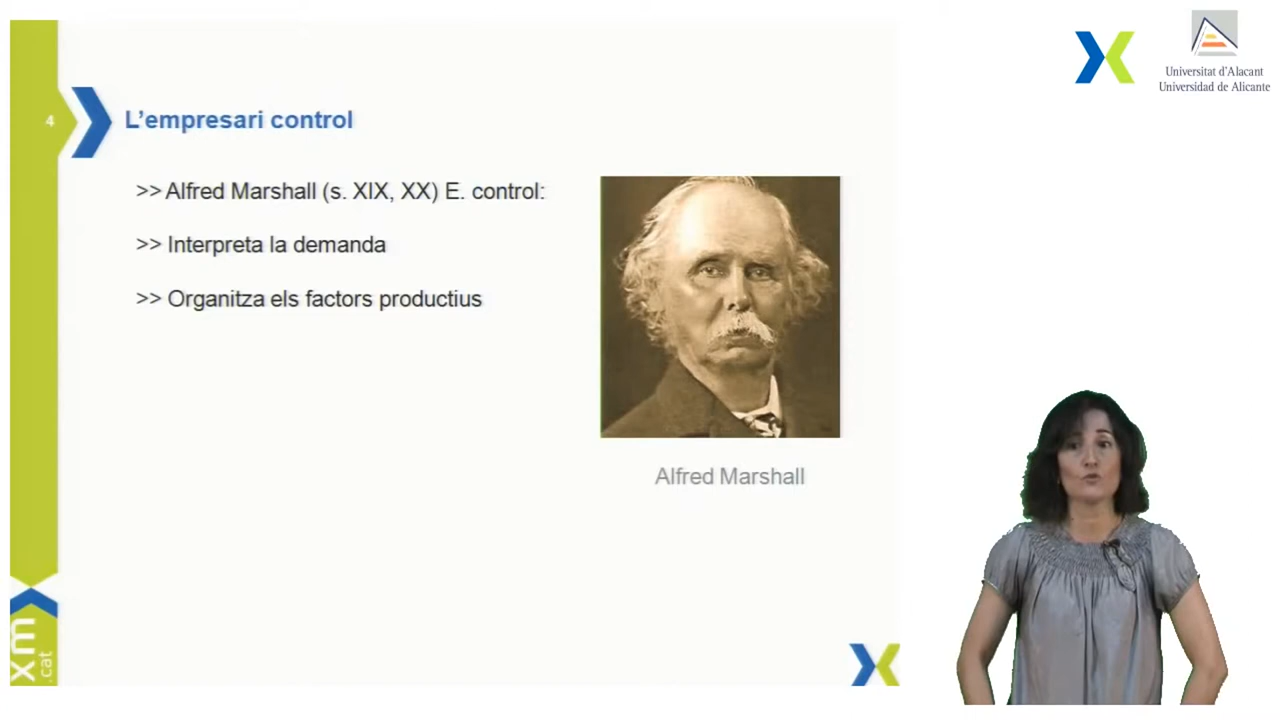 Universitat d'Alacant
Universidad de Alicante
4
L'empresari control
>> Alfred Marshall (s. XIX, XX) E. control:
>> Interpreta la demanda
>> Organitza els factors productius
Alfred Marshall
xm
.cat